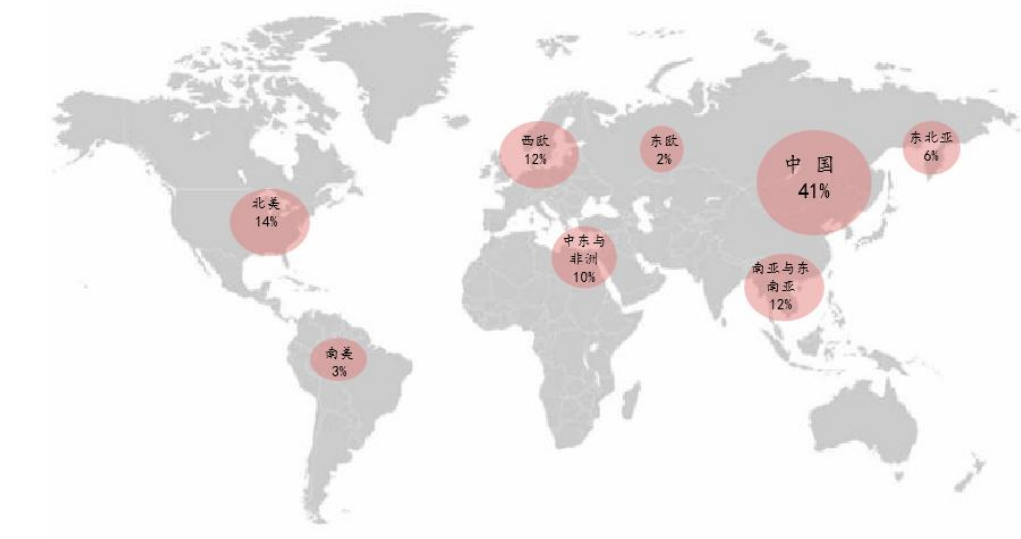 西欧
12%
东欧
2%
东北亚
6%
中 国
41%
北美
14%
中东与
非洲
10%
南亚与东
南亚
12%
南美
3%